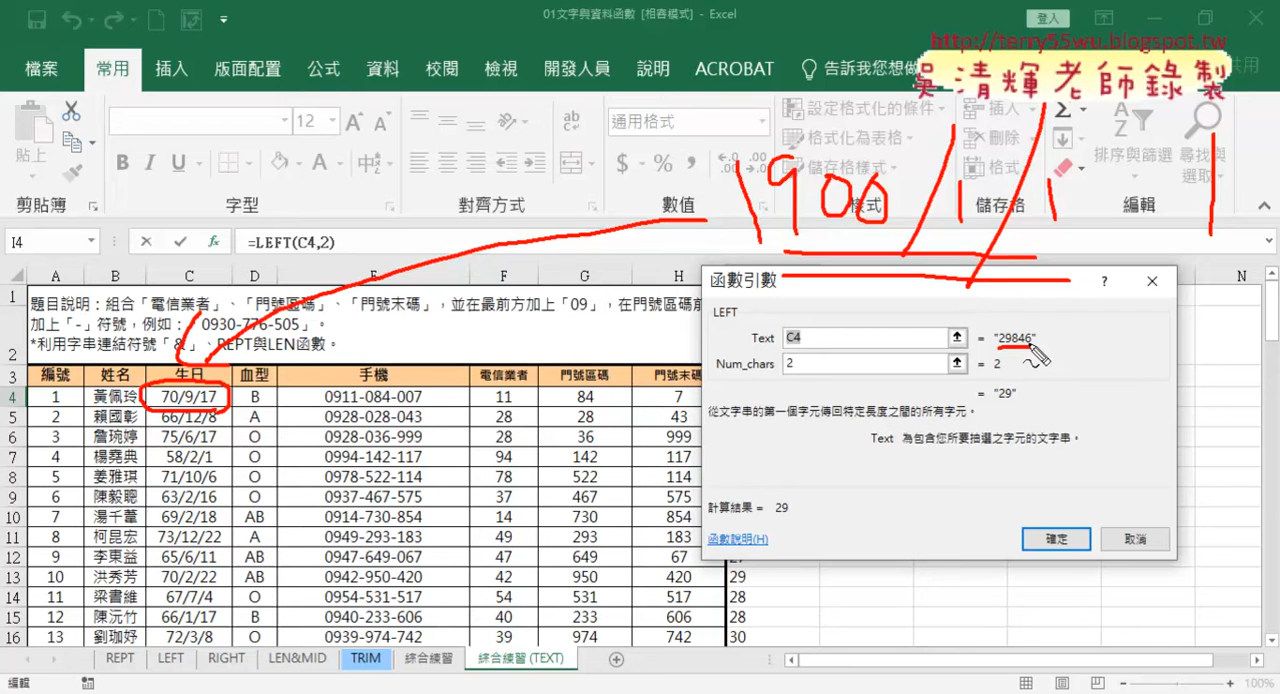 01文字與資料函數 [相容模式] - Excel
登入
http://terry55wu.blogspot.tw
吳清輝老師錄製
檔案 常用 插入 版面配置 公式 資料 校閱 檢視 開發人員 說明 ACROBAT 告訴我您想做 共用
貼上 12 通用格式 設定格式化的條件 插入 Σ
B I U A 中 $ % 格式化為表格 刪除 排序與篩選 尋找與選取
儲存格樣式 格式
剪貼簿 字型 對齊方式 數值 樣式 儲存格 編輯
1900/1/1
I4 fx =LEFT(C4,2)
A B C D E F G H N
1 題目說明：組合「電信業者」、「門號區碼」、「門號末碼」，並在最前方加上「09」，在門號區碼前
加上「-」符號，例如：「0930-776-505」。
2 *利用字串連結符號「&」、REPT與LEN函數。
3 編號 姓名 生日 血型 手機 電信業者 門號區碼 門號末碼
4 1 黃佩玲 70/9/17 B 0911-084-007 11 84 7
5 2 賴國彰 66/12/8 A 0928-028-043 28 28 43
6 3 詹琬婷 75/6/17 O 0928-036-999 28 36 999
7 4 楊堯典 58/2/1 O 0994-142-117 94 142 117
8 5 姜雅琪 71/10/6 O 0978-522-114 78 522 114
9 6 陳毅聰 63/2/16 O 0937-467-575 37 467 575
10 7 湯千蕾 69/2/18 AB 0914-730-854 14 730 854
11 8 柯昆宏 73/12/22 A 0949-293-183 49 293 183
12 9 李東益 65/6/11 AB 0947-649-067 47 649 67 27
13 10 洪秀芳 70/2/22 AB 0942-950-420 42 950 420 29
14 11 梁書維 67/7/4 O 0954-531-517 54 531 517 28
15 12 陳沅竹 66/1/17 B 0940-233-606 40 233 606 28
16 13 劉珈妤 72/3/8 O 0939-974-742 39 974 742 30
函數引數 ?
LEFT
Text C4 = "29846"
Num_chars 2 = 2
= "29"
從文字串的第一個字元傳回特定長度之間的所有字元。
Text 為包含您所要抽選之字元的文字串。
計算結果 = 29
函數說明(H) 確定 取消
REPT LEFT RIGHT LEN&MID TRIM 綜合練習 綜合練習 (TEXT)
編輯 100%